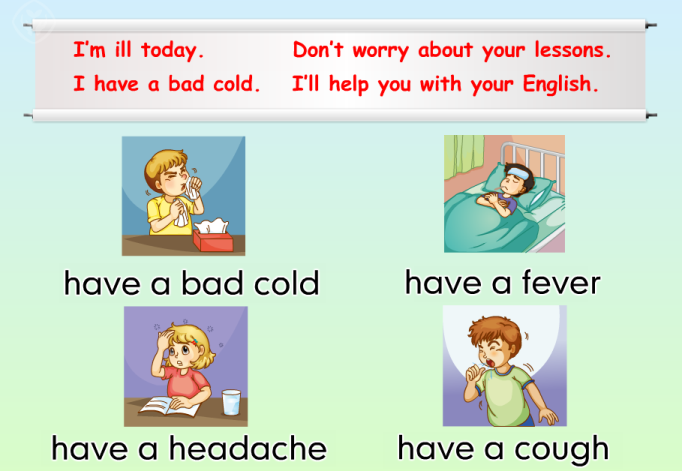 I'm ill today. Don't worry about your lessons.
I have a bad cold. I'll help you with your English.
have a bad cold
have a fever
have a headache
have a cough